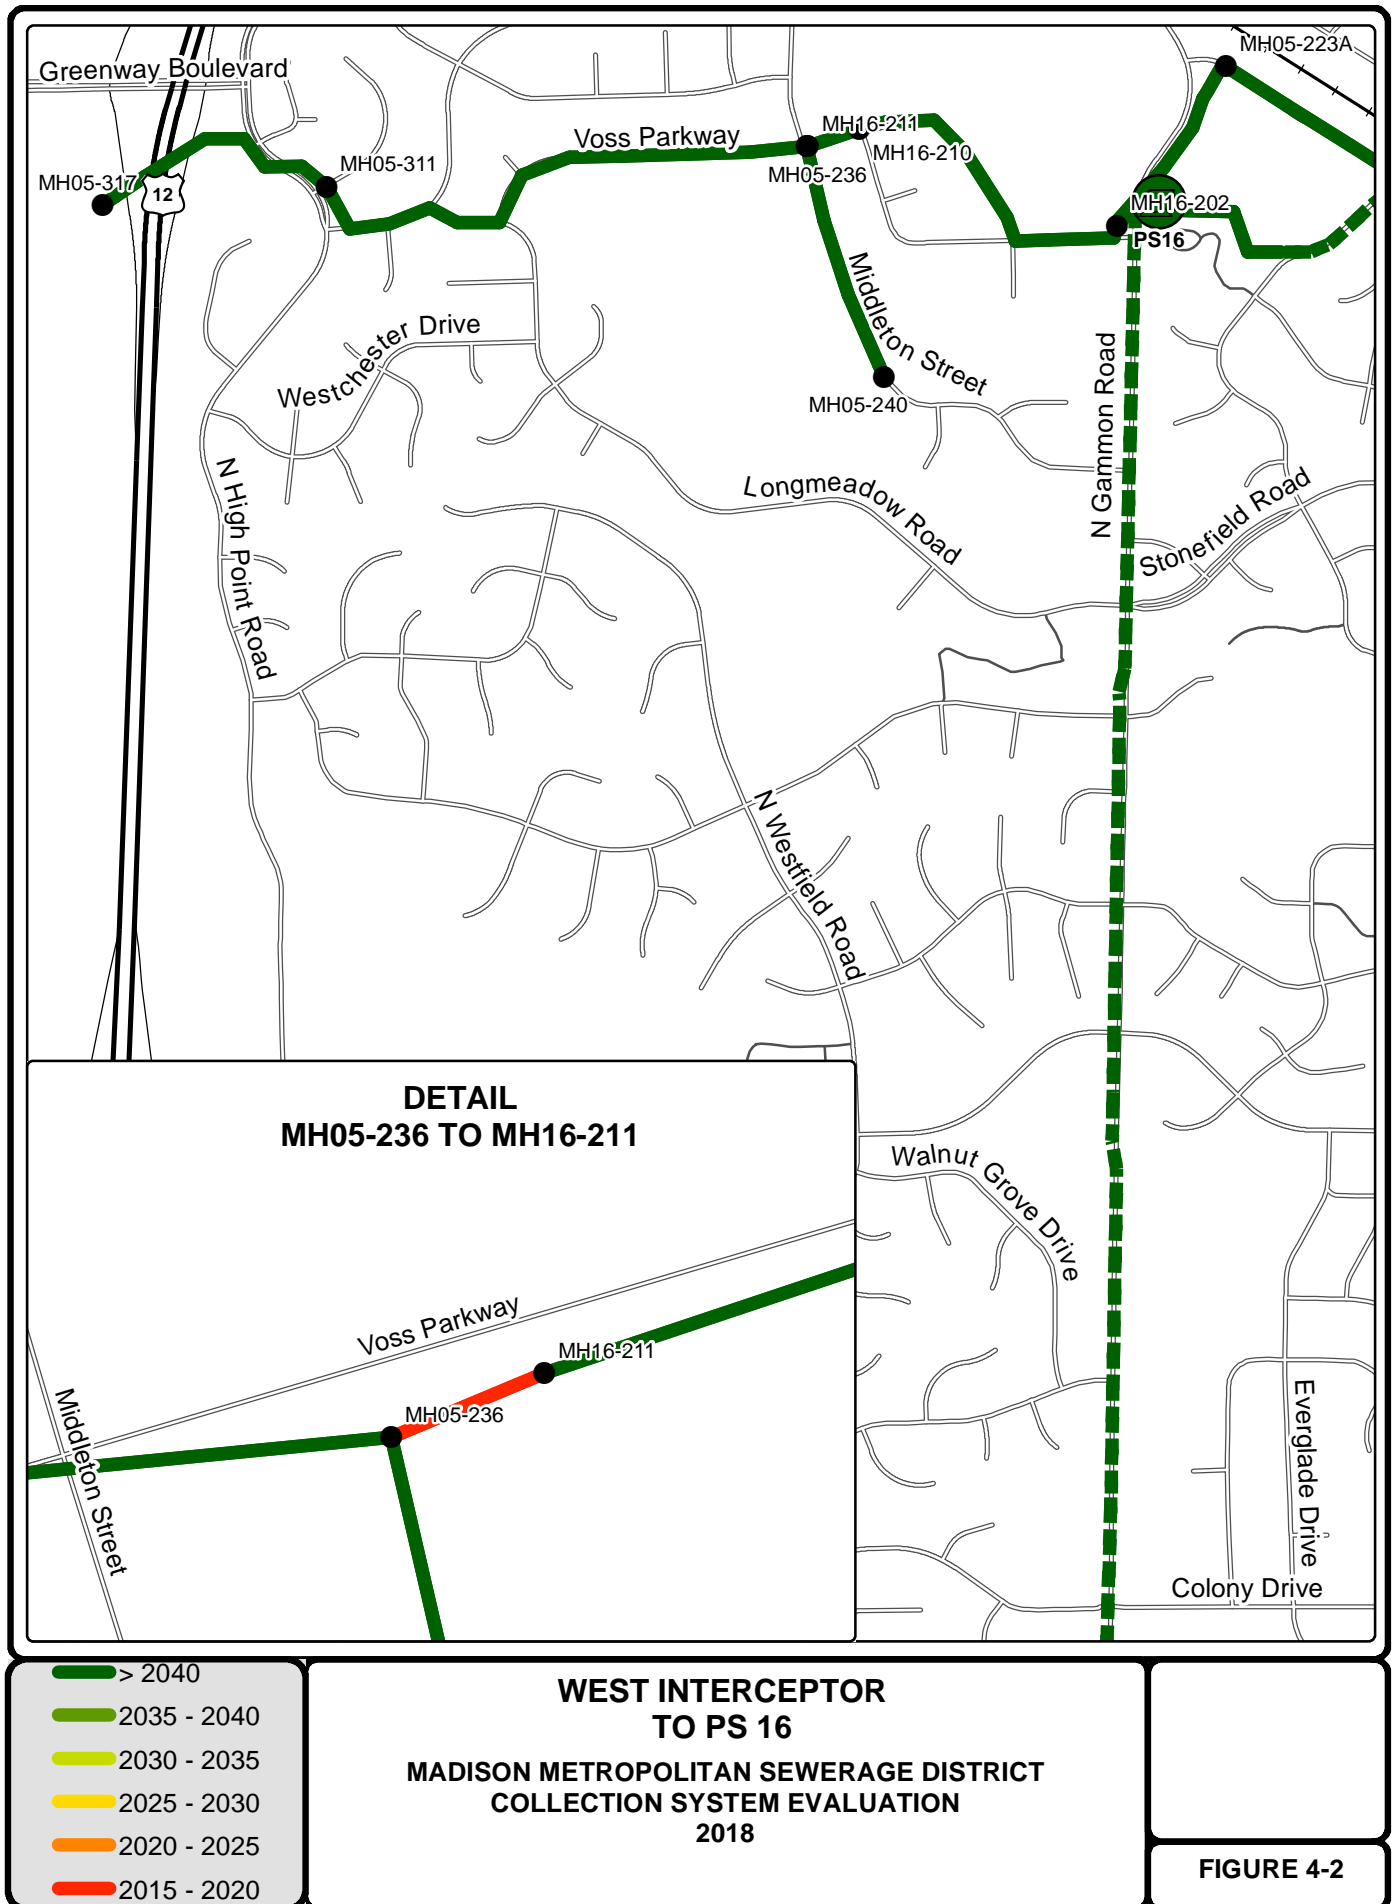 Greenway Boulevard
MH05-223A
Voss Parkway
MH16-211
MH16-210
MH05-311
MH05-236
MH05-317
12
MH16-202
PS16
Middleton Street
Westchester Drive
N Gammon Road
MH05-240
N High Point Road
Longmeadow Road
Stonefield Road
N Westfield Road
DETAIL
MH05-236 TO MH16-211
Walnut Grove Drive
Voss Parkway
MH16-211
MH05-236
Middleton Street
Everglade Drive
Colony Drive
> 2040
2035 - 2040
2030 - 2035
2025 - 2030
2020 - 2025
2015 - 2020
WEST INTERCEPTOR
TO PS 16
MADISON METROPOLITAN SEWERAGE DISTRICT
COLLECTION SYSTEM EVALUATION
2018
FIGURE 4-2